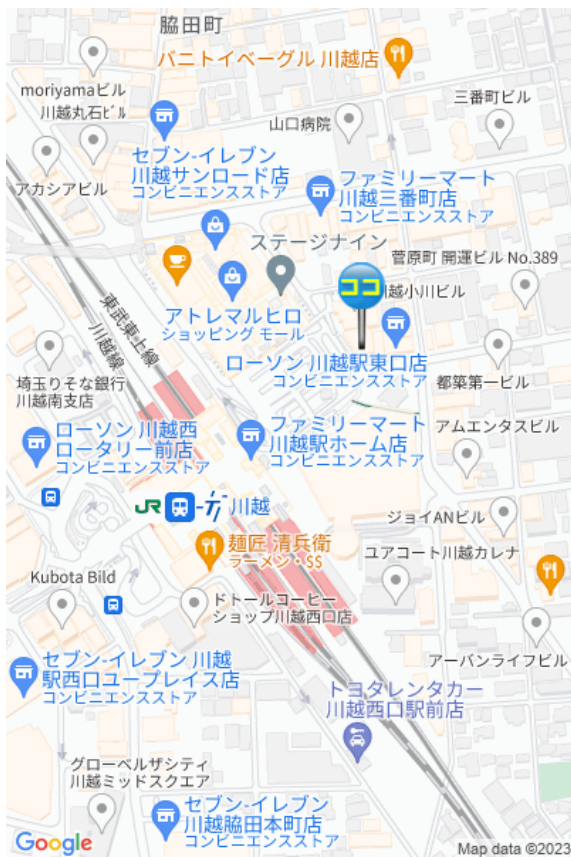 脇田町
バニトイベーグル 川越店
moriyamaビル
川越丸石ビル
三番町ビル
山口病院
セブン-イレブン
川越サンロード店
コンビニエンスストア
アカシアビル
ファミリーマート
川越三番町店
コンビニエンスストア
ステージナイン
菅原町 開運ビル No.389
ココ
越小川ビル
アトレマルヒロ
ショッピング モール
東武東上線
川越線
ローソン 川越駅東口店
コンビニエンスストア
埼玉りそな銀行
川越南支店
都築第一ビル
ローソン 川越西
ロータリー前店
コンビニエンスストア
ファミリーマート
川越駅ホーム店
コンビニエンスストア
アムエンタスビル
JR
川越
ジョイANビル
麺匠 清兵衛
ラーメン・$$
ユアコート川越カレナ
Kubota Bild
ドトールコーヒー
ショップ川越西口店
アーバンライフビル
セブン-イレブン 川越
駅西口ユープレイス店
コンビニエンスストア
トヨタレンタカー
川越西口駅前店
グローベルザシティ
川越ミッドスクエア
セブン-イレブン
川越脇田本町店
コンビニエンスストア
Google
Map data ©2023